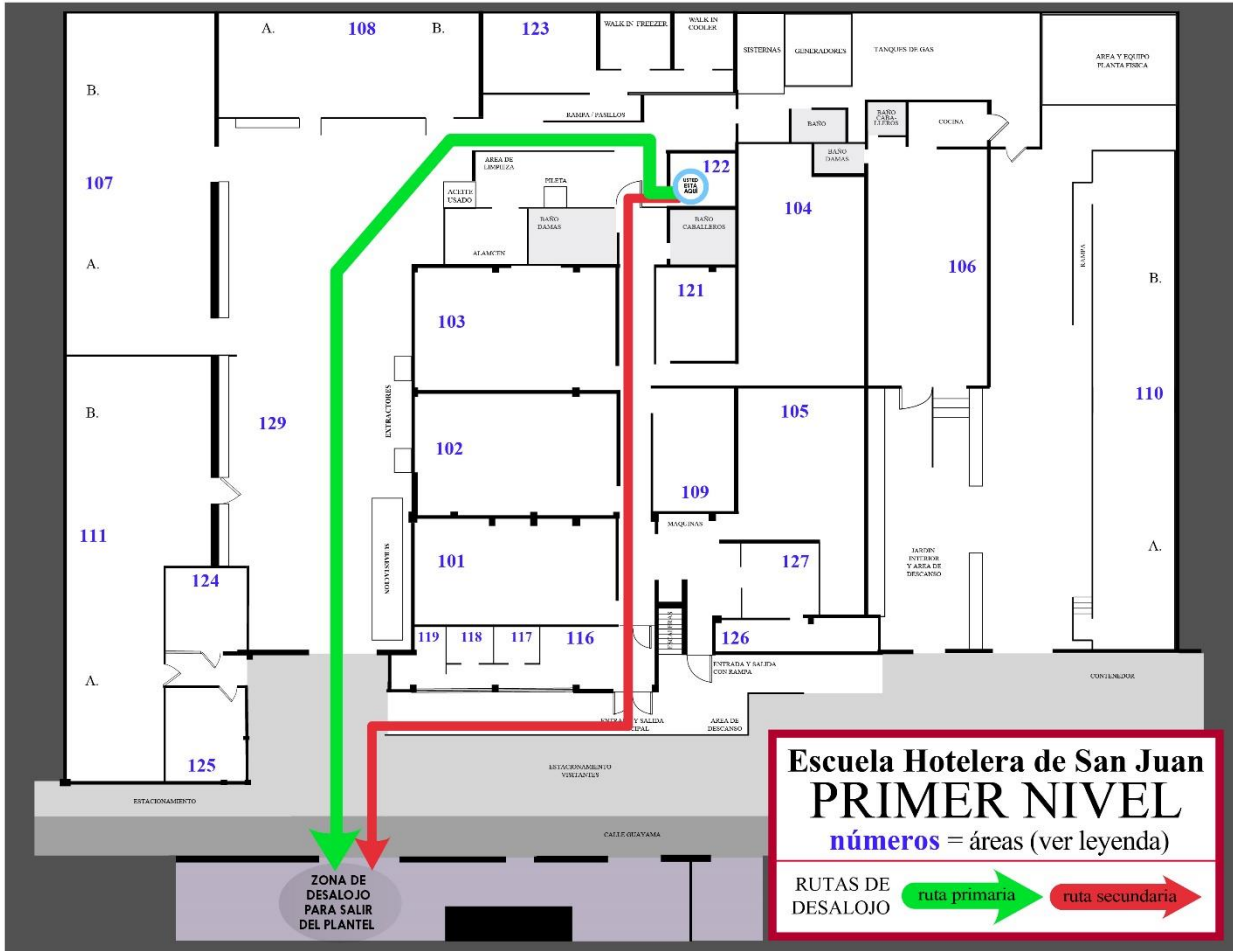 A.
108
B.
123
WALK IN FREEZER
WALK IN
COOLER
SISTERNAS
GENERADORES
TANQUES DE GAS
AREA Y EQUIPO
PLANTA FISICA
B.
RAMPA / PASILLOS
BAÑO
BAÑO
CABA-
LLEROS
COCINA
107
AREA DE
LIMPIEZA
122
BAÑO
DAMAS
ACEITE
USADO
PILETA
USTED
ESTÁ
AQUÍ
104
BAÑO
DAMAS
BAÑO
CABALLEROS
ALAMCEN
RAMPA
A.
106
B.
121
103
110
B.
129
EXTRACTORES
105
102
109
111
MAQUINAS
101
SUBAESTACION
127
JARDIN
INTERIOR
Y AREA DE
DESCANSO
A.
124
119
118
117
116
ESCALERAS
126
ENTRADA Y SALIDA
CON RAMPA
A.
CONTENEDOR
ENTRADA Y SALIDA
AREA DE
DESCANSO
125
ESTACIONAMIENTO
VISITANTES
ESTACIONAMIENTO
CALLE GUAYAMA
ZONA DE
DESALOJO
PARA SALIR
DEL PLANTEL
Escuela Hotelera de San Juan
PRIMER NIVEL
números = áreas (ver leyenda)
RUTAS DE
DESALOJO
ruta primaria
ruta secundaria